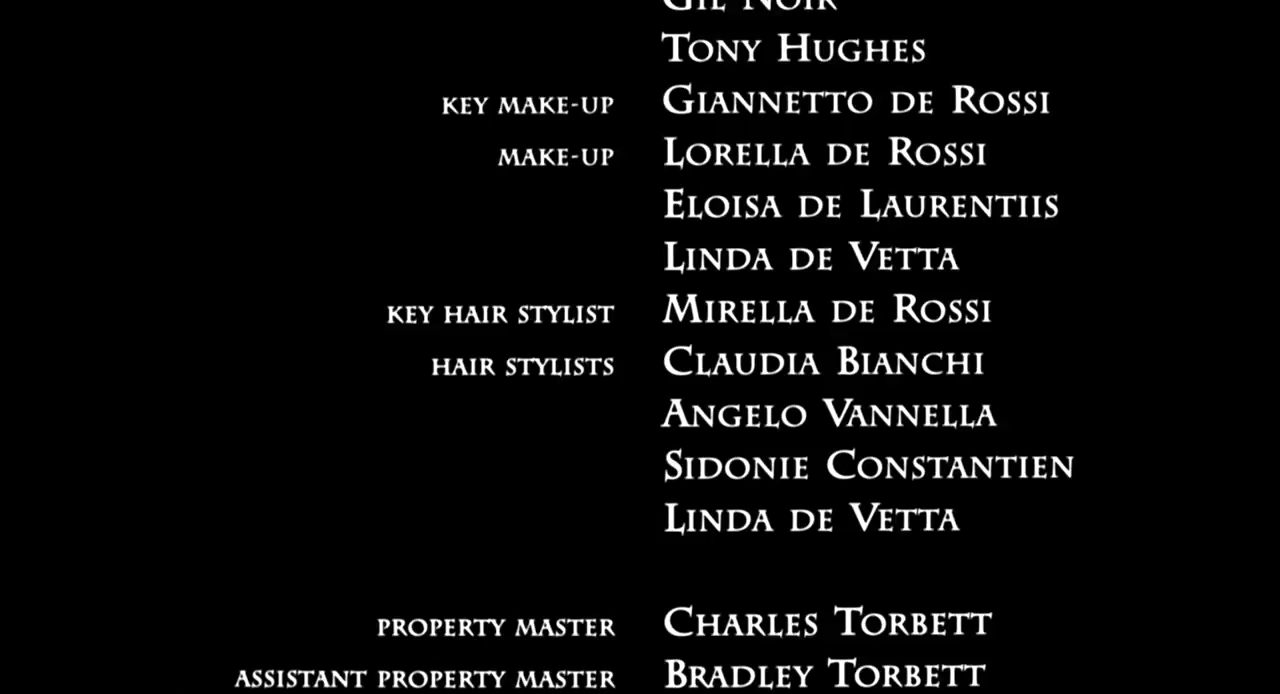 Gil Noir
Tony Hughes
KEY MAKE-UP Giannetto de Rossi
MAKE-UP Lorella de Rossi
Eloisa de Laurentiis
Linda de Vetta
KEY HAIR STYLIST Mirella de Rossi
HAIR STYLISTS Claudia Bianchi
Angelo Vannella
Sidonie Constantien
Linda de Vetta
PROPERTY MASTER Charles Torbett
ASSISTANT PROPERTY MASTER Bradley Torbett